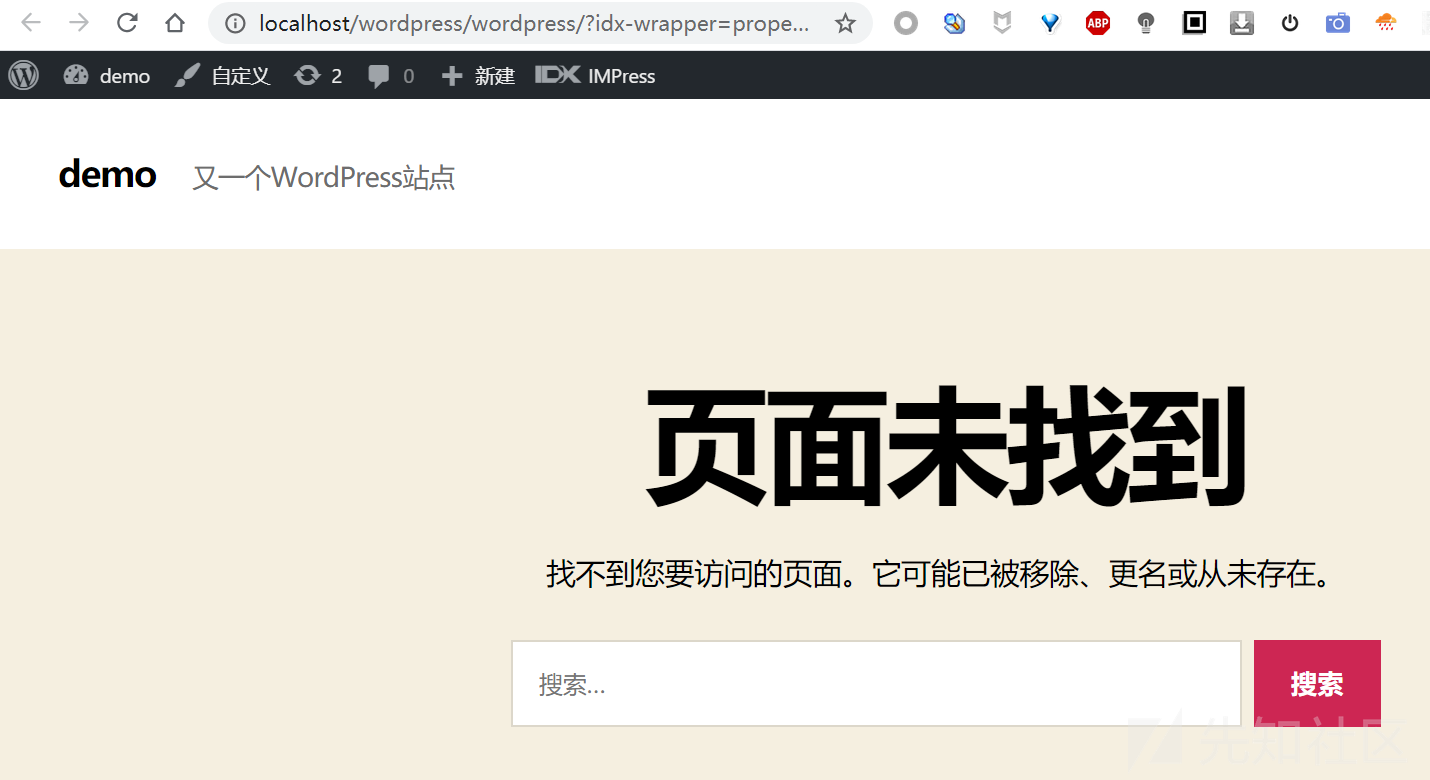 localhost/wordpress/wordpress/?idx-wrapper=prope...
ABP
demo 自定义 2 0 新建 IDX IMPress
demo 又一个WordPress站点
页面未找到
找不到您要访问的页面。它可能已被移除、更名或从未存在。
搜索…
搜索
先知社区